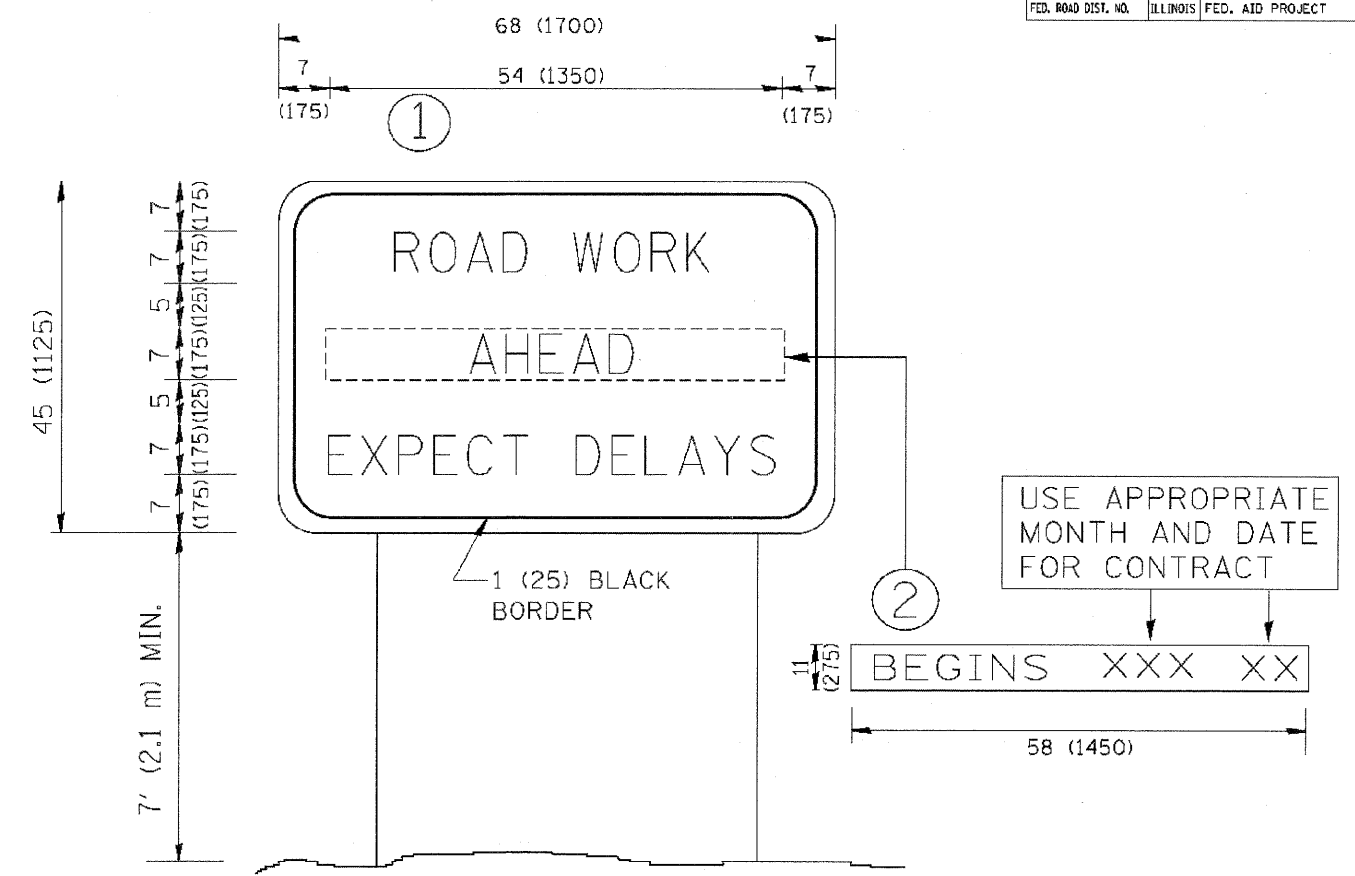 FED. ROAD DIST. NO. ILLINOIS FED. AID PROJECT
68 (1700)
7 54 (1350) 7
(175) (175)
1
45 (1125)
7 (175)
7 (175)
5 (125)
7 (175)
5 (125)
7 (175)
7 (175)
ROAD WORK
AHEAD
EXPECT DELAYS
1 (25) BLACK
BORDER
7' (2.1 m) MIN.
2
USE APPROPRIATE
MONTH AND DATE
FOR CONTRACT
11 (275)
BEGINS XXX XX
58 (1450)